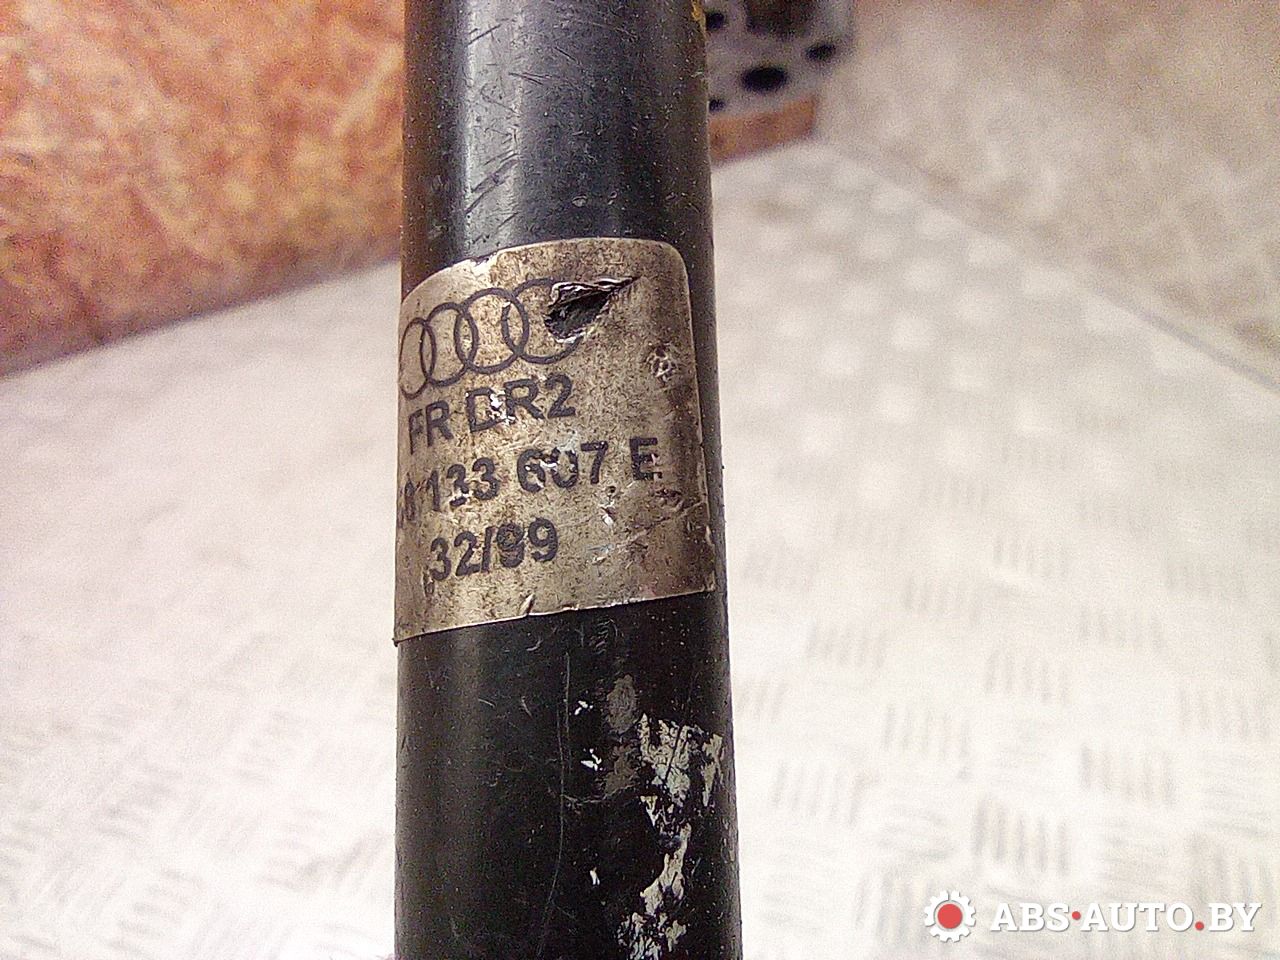 FR DR2
133 607 E
32/99
ABS·AUTO.BY